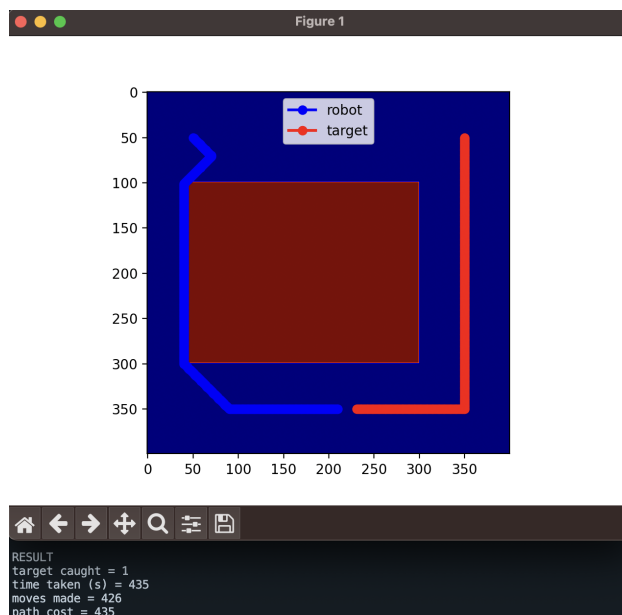 Figure 1
robot
target
0
50
100
150
200
250
300
350
0 50 100 150 200 250 300 350
RESULT
target caught = 1
time taken (s) = 435
moves made = 426
path cost = 435